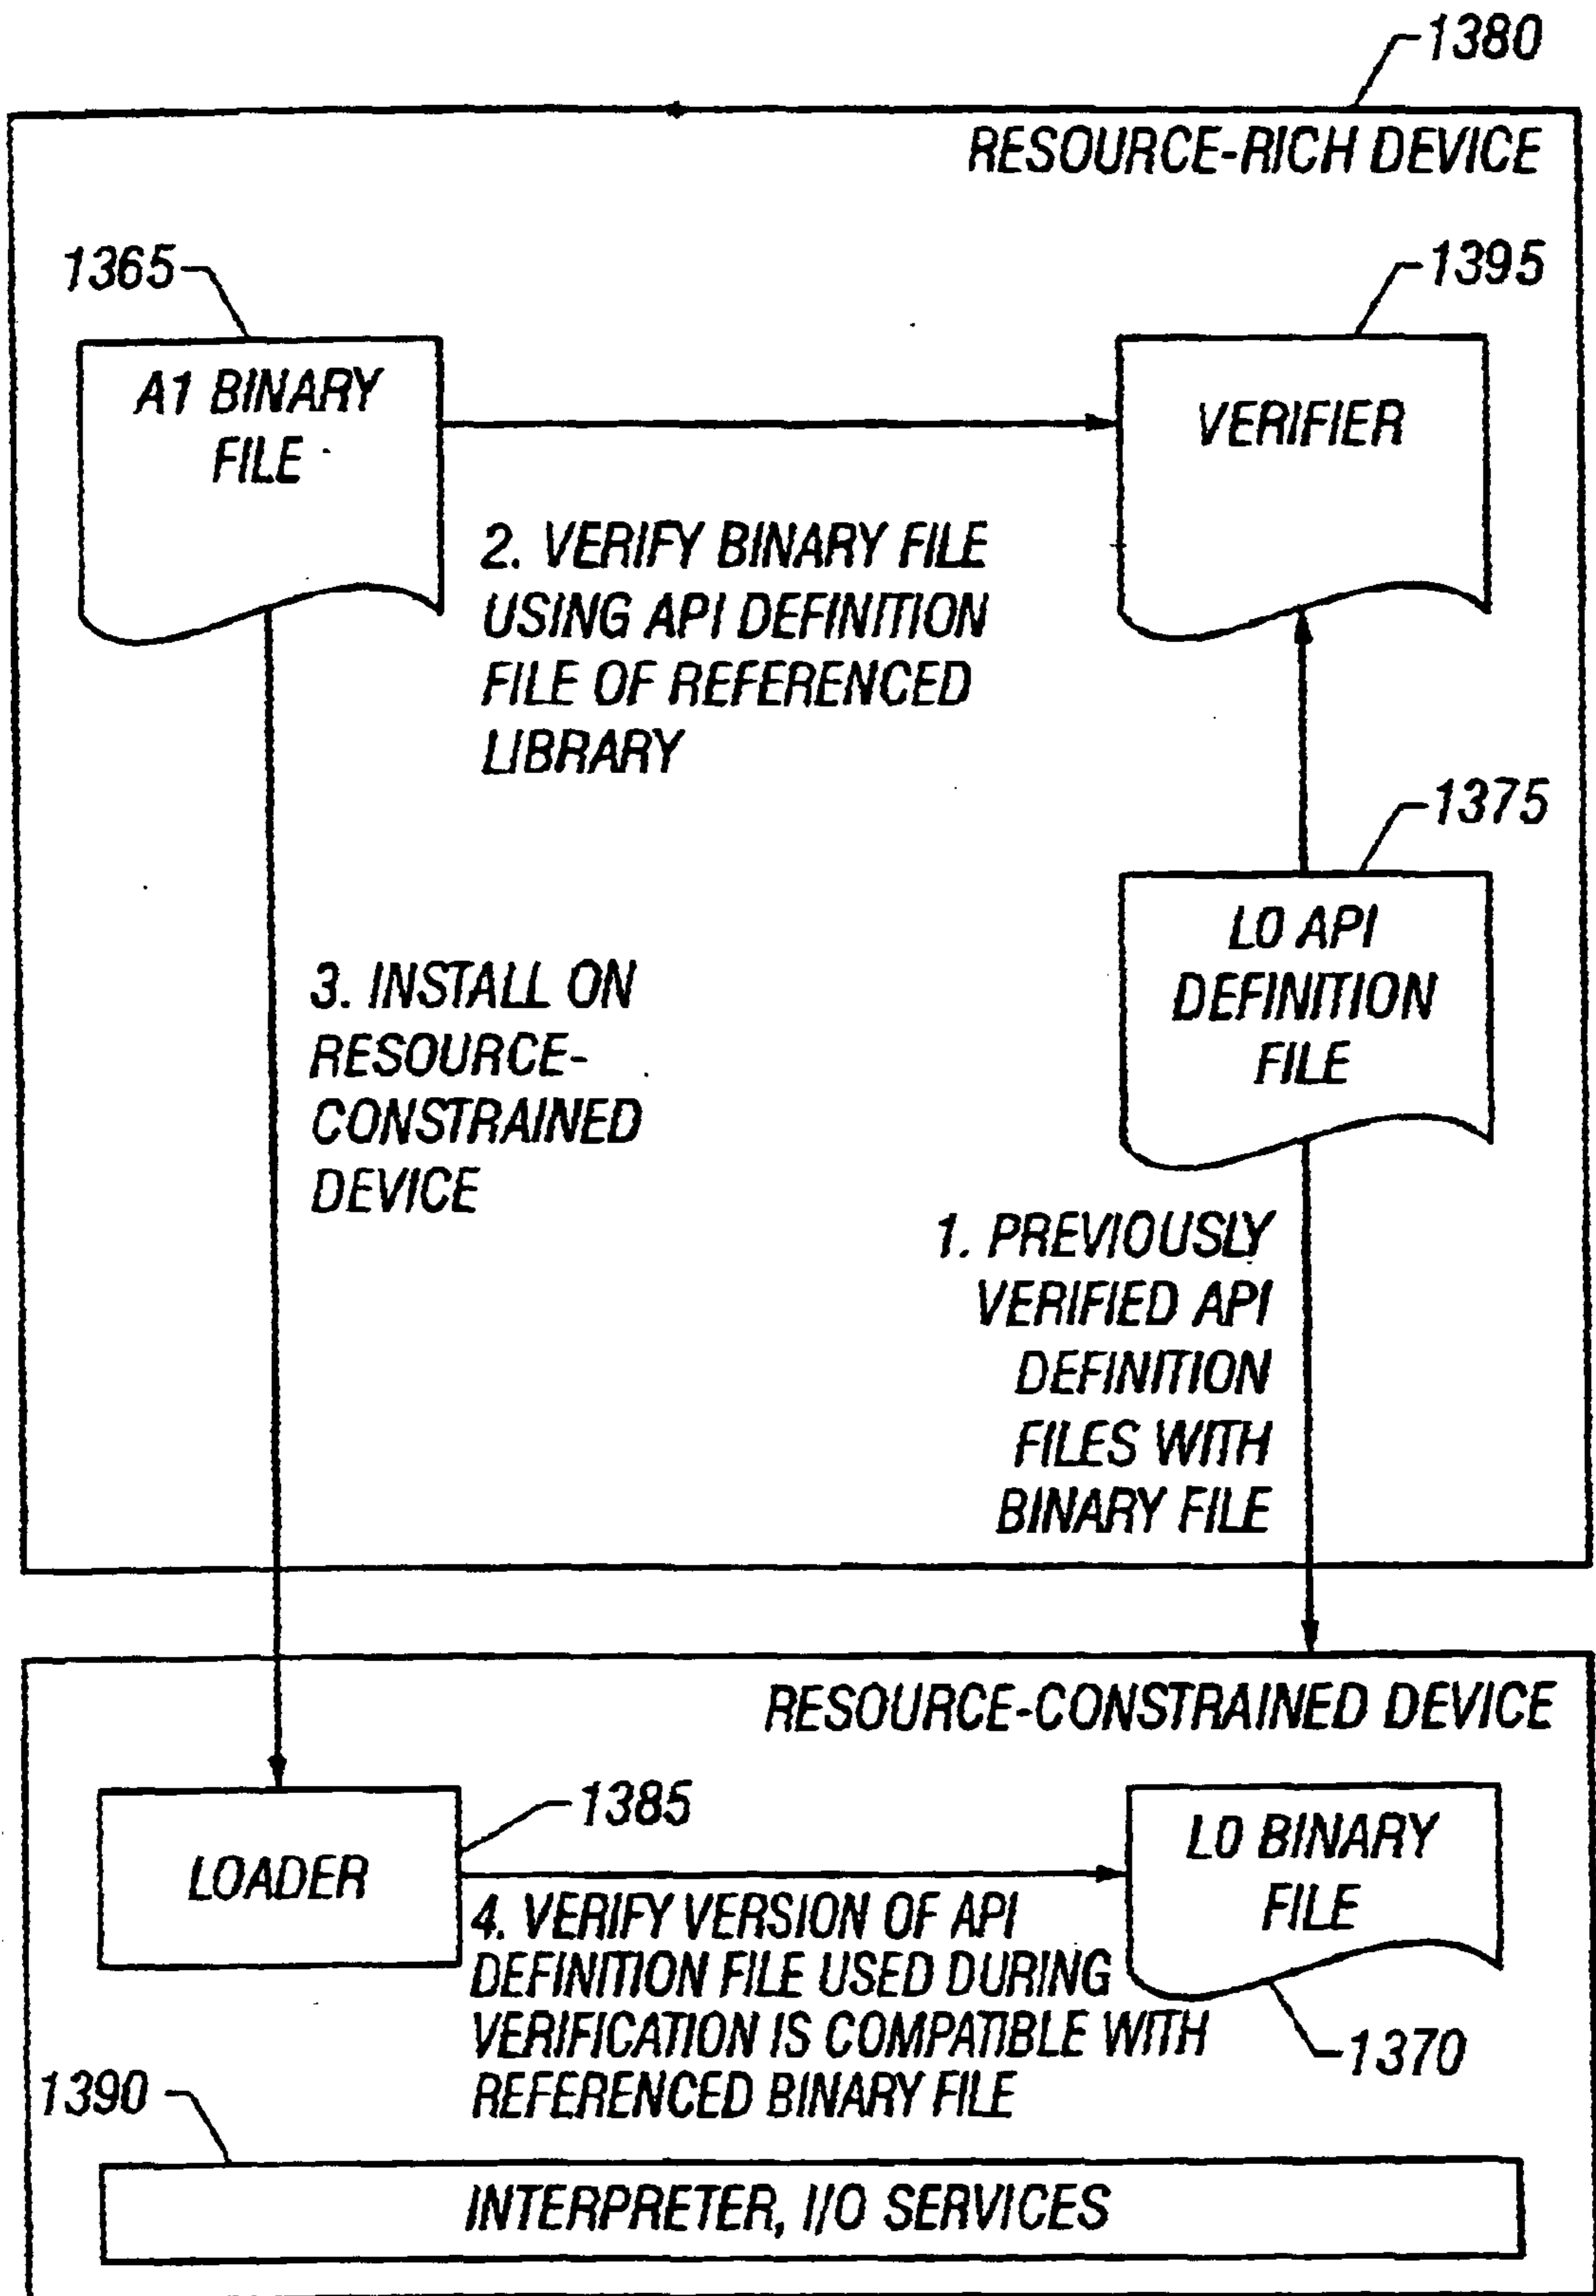 1380
RESOURCE-RICH DEVICE
1365
1395
A1 BINARY
FILE
VERIFIER
2. VERIFY BINARY FILE
USING API DEFINITION
FILE OF REFERENCED
LIBRARY
1375
L0 API
DEFINITION
FILE
3. INSTALL ON
RESOURCE-
CONSTRAINED
DEVICE
1. PREVIOUSLY
VERIFIED API
DEFINITION
FILES WITH
BINARY FILE
RESOURCE-CONSTRAINED DEVICE
1385
LOADER
L0 BINARY
FILE
4. VERIFY VERSION OF API
DEFINITION FILE USED DURING
VERIFICATION IS COMPATIBLE WITH
REFERENCED BINARY FILE
1370
1390
INTERPRETER, I/O SERVICES